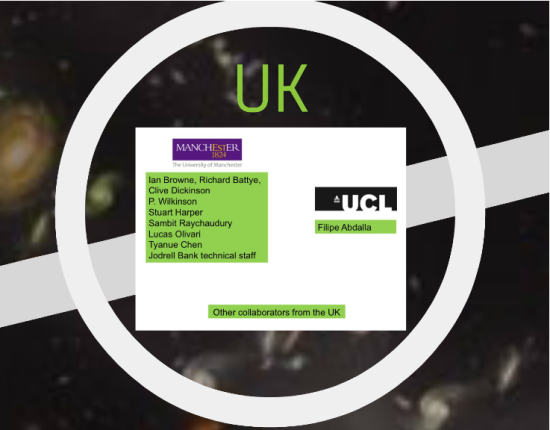 UK
MANCHESTER
1824
The University of Manchester
Ian Browne, Richard Battye,
Clive Dickinson
P. Wilkinson
Stuart Harper
Sambit Raychaudury
Lucas Olivari
Tyanue Chen
Jodrell Bank technical staff
UCL
Filipe Abdalla
Other collaborators from the UK